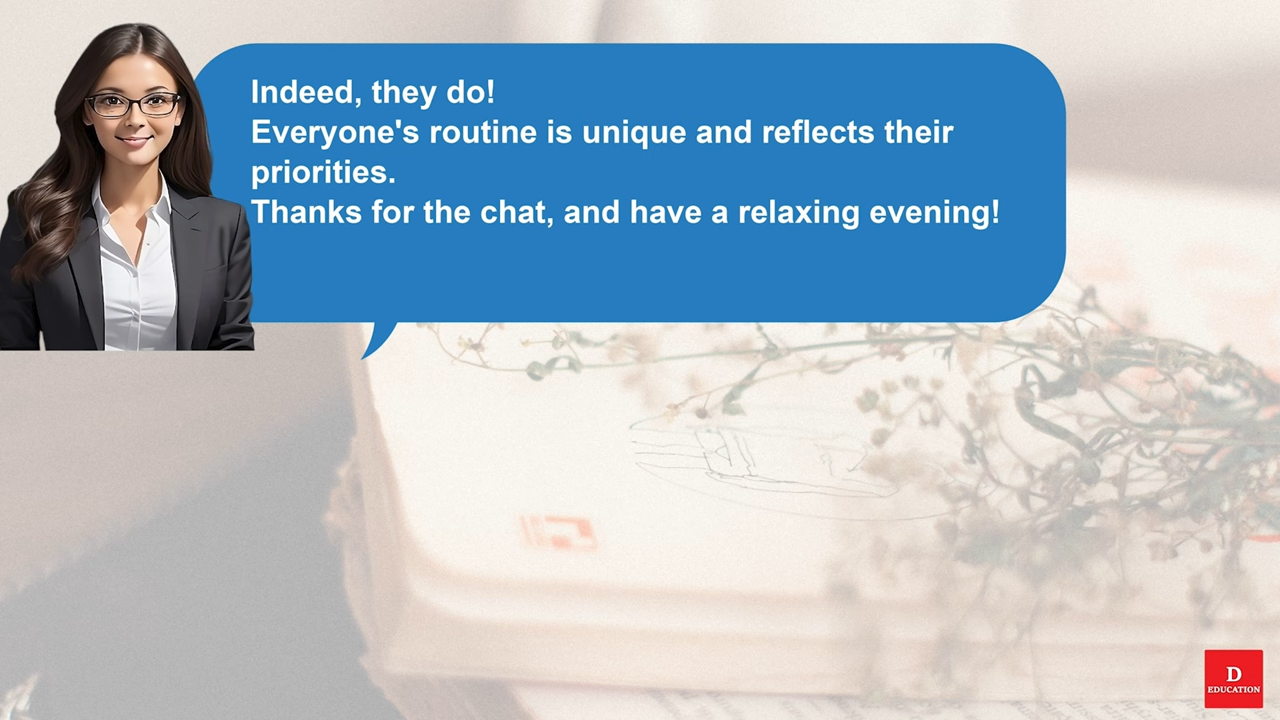 Indeed, they do!
Everyone's routine is unique and reflects their
priorities.
Thanks for the chat, and have a relaxing evening!
D
EDUCATION